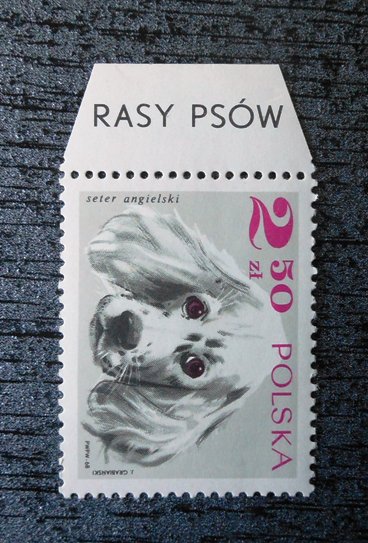 RASY PSÓW
seter angielski
2 50
zł
POLSKA
J. GRABIAŃSKI
PWPW-68